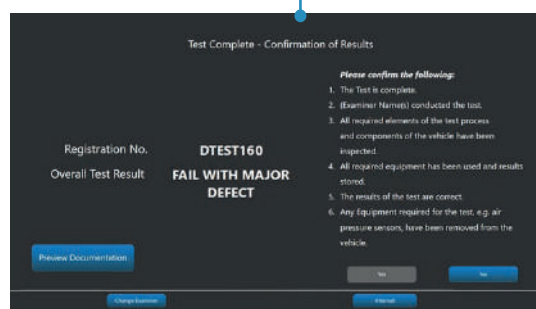 Test Complete - Confirmation of Results
Please confirm the following:
1. The Test is complete.
2. (Examiner Name(s) conducted the test.
3. All required elements of the test process
and components of the vehicle have been
inspected.
4. All required equipment has been used and results
stored.
5. The results of the test are correct.
6. Any Equipment required for the test, e.g. air
pressure sensors, have been removed from the
vehicle.
Registration No. DTEST160
Overall Test Result FAIL WITH MAJOR
DEFECT
Preview Documentation
Yes
Change Examiner